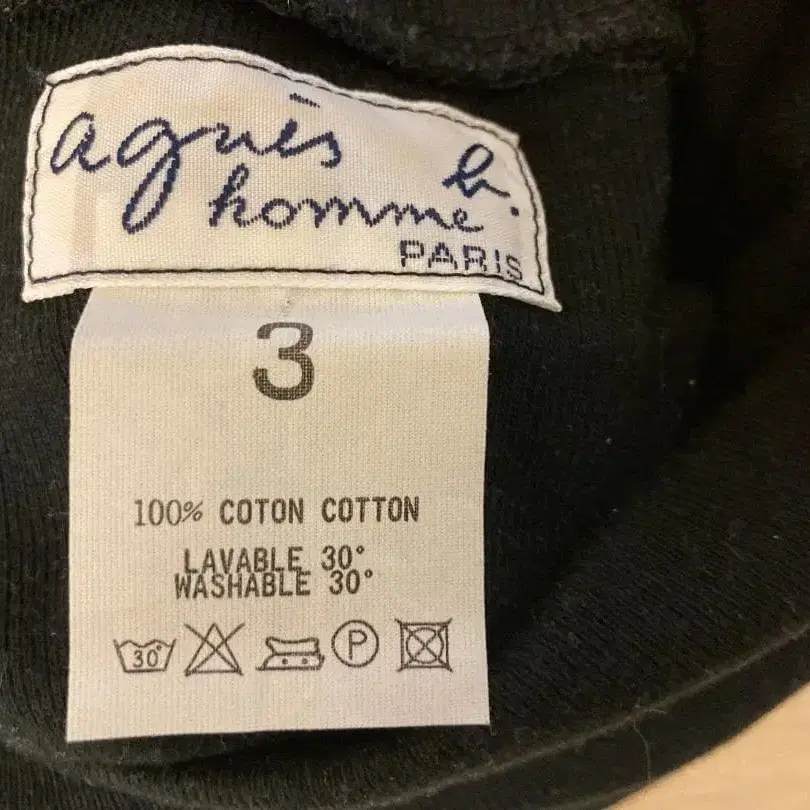 agnès b.
homme
PARIS
3
100% COTON COTTON
LAVABLE 30°
WASHABLE 30°
30° P